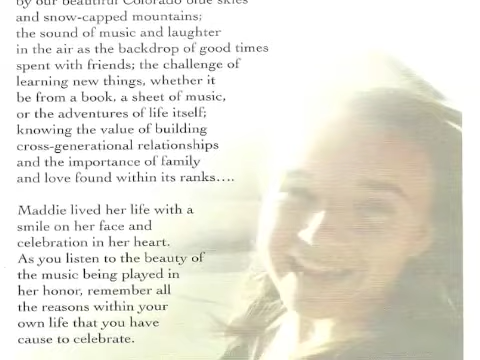 by our beautiful Colorado blue skies
and snow-capped mountains;
the sound of music and laughter
in the air as the backdrop of good times
spent with friends; the challenge of
learning new things, whether it
be from a book, a sheet of music,
or the adventures of life itself;
knowing the value of building
cross-generational relationships
and the importance of family
and love found within its ranks....
Maddie lived her life with a
smile on her face and
celebration in her heart.
As you listen to the beauty of
the music being played in
her honor, remember all
the reasons within your
own life that you have
cause to celebrate.